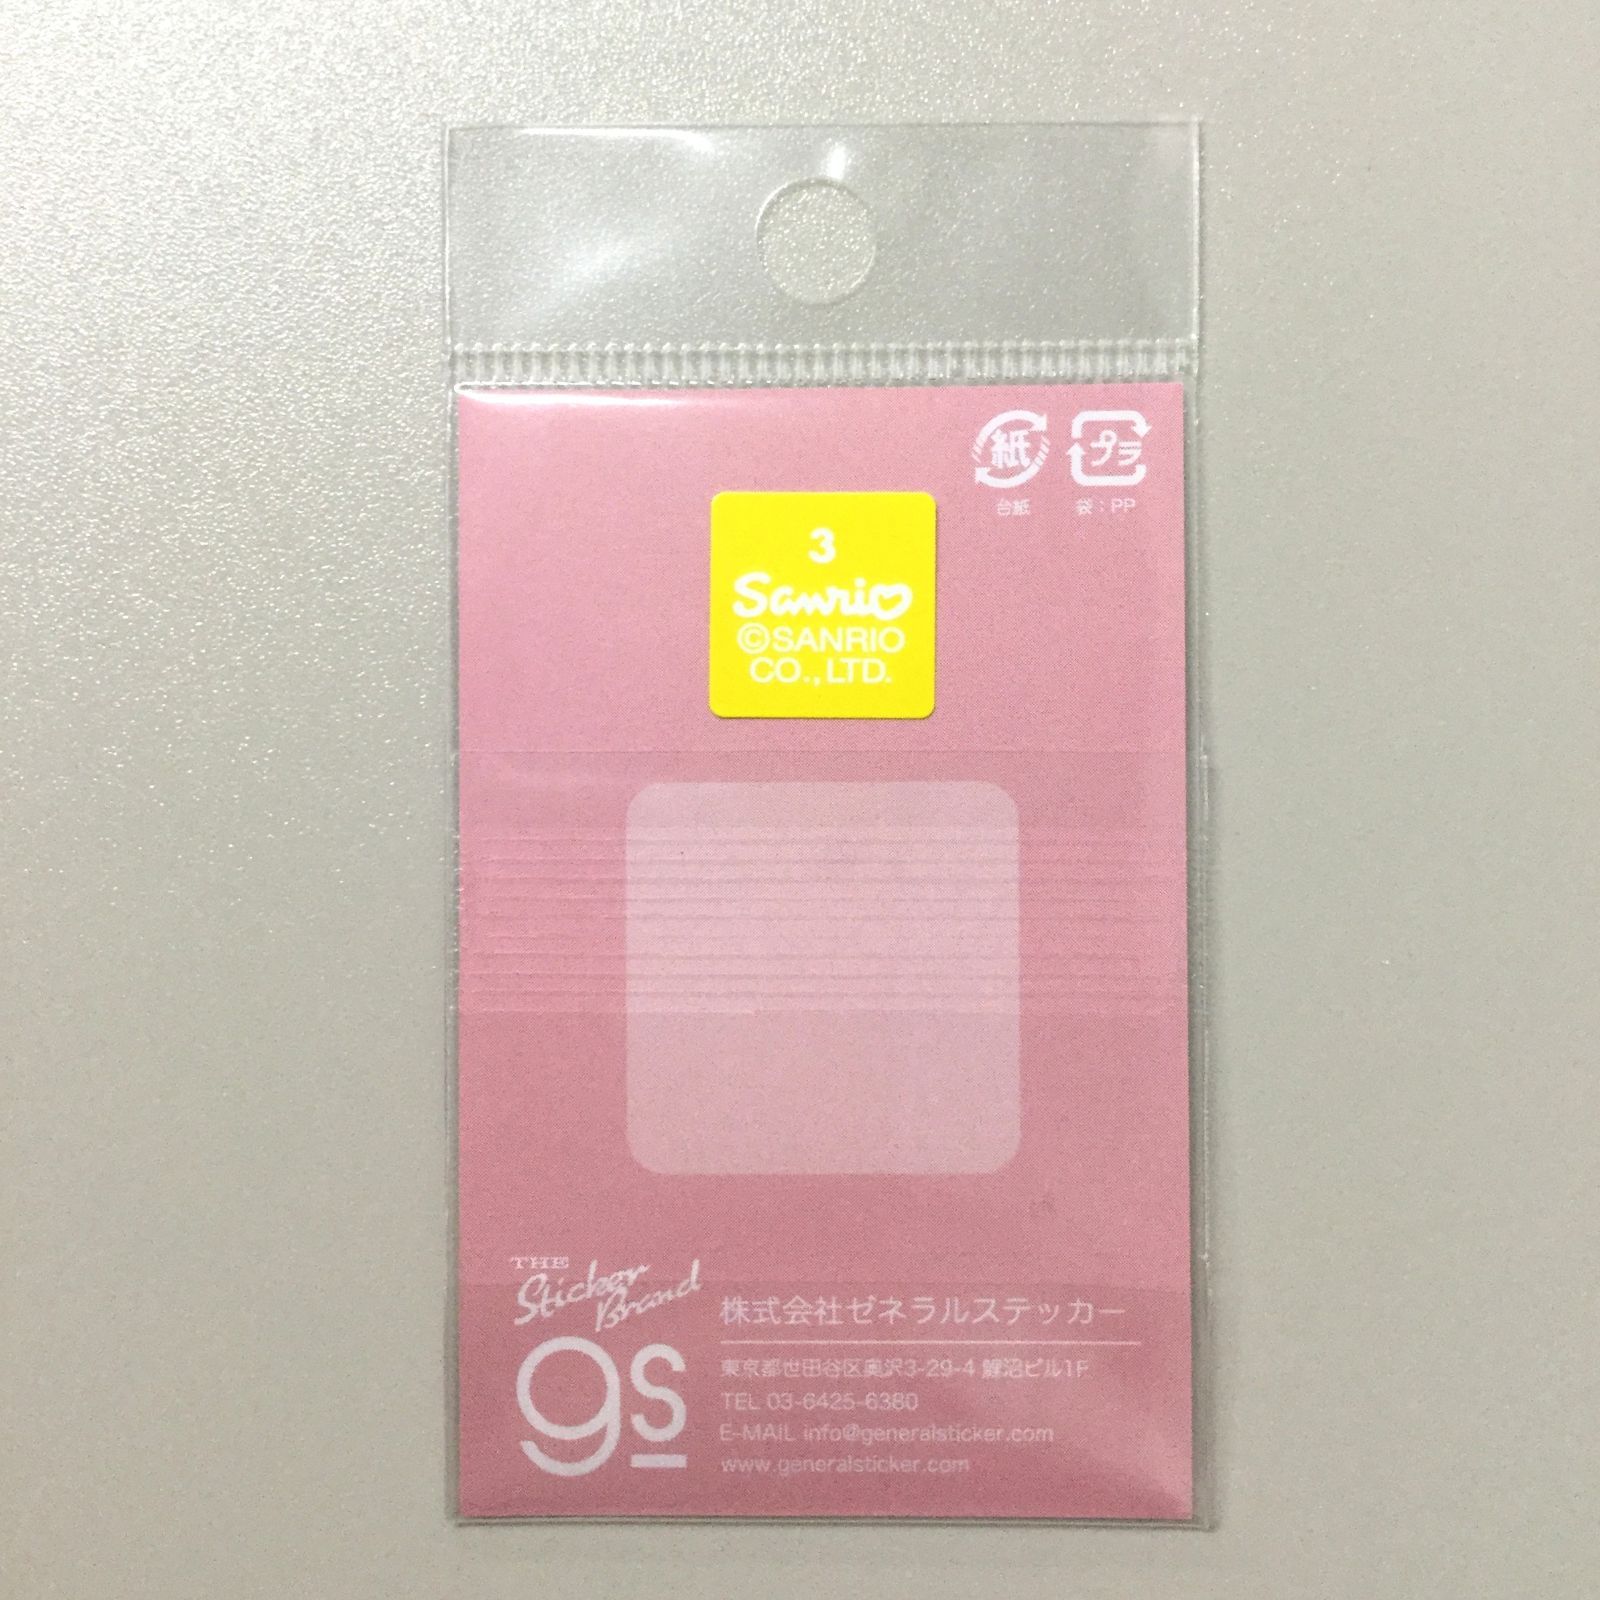 紙
プラ
台紙
袋：PP
3
Sanrio
©SANRIO
CO.,LTD.
THE
Sticker
Brand
gs
株式会社ゼネラルステッカー
東京都世田谷区奥沢3-29-4 鯉沼ビル1F
TEL 03-6425-6380
E-MAIL info@generalsticker.com
www.generalsticker.com